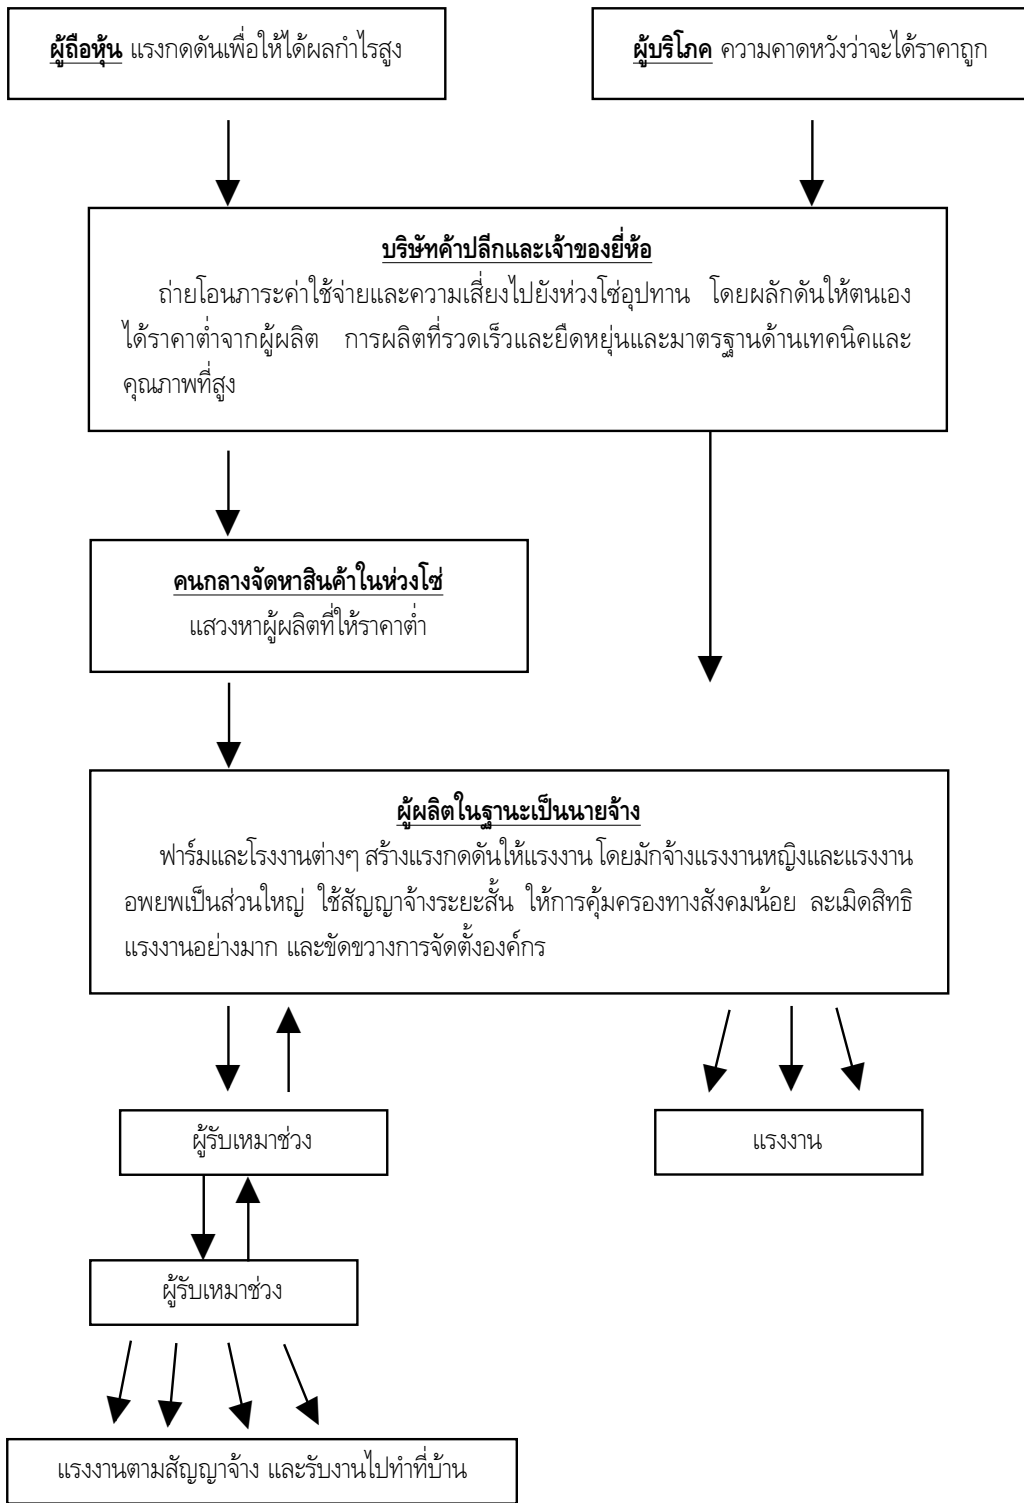 ผู้ถือหุ้น แรงกดดันเพื่อให้ได้ผลกำไรสูง
ผู้บริโภค ความคาดหวังว่าจะได้ราคาถูก
บริษัทค้าปลีกและเจ้าของยี่ห้อ
ถ่ายโอนภาระค่าใช้จ่ายและความเสี่ยงไปยังห่วงโซ่อุปทาน โดยผลักดันให้ตนเอง
ได้ราคาต่ำจากผู้ผลิต การผลิตที่รวดเร็วและยืดหยุ่นและมาตรฐานด้านเทคนิคและ
คุณภาพที่สูง
คนกลางจัดหาสินค้าในห่วงโซ่
แสวงหาผู้ผลิตที่ให้ราคาต่ำ
ผู้ผลิตในฐานะเป็นนายจ้าง
ฟาร์มและโรงงานต่างๆ สร้างแรงกดดันให้แรงงาน โดยมักจ้างแรงงานหญิงและแรงงาน
อพยพเป็นส่วนใหญ่ ใช้สัญญาจ้างระยะสั้น ให้การคุ้มครองทางสังคมน้อย ละเมิดสิทธิ
แรงงานอย่างมาก และขัดขวางการจัดตั้งองค์กร
ผู้รับเหมาช่วง
แรงงาน
ผู้รับเหมาช่วง
แรงงานตามสัญญาจ้าง และรับงานไปทำที่บ้าน